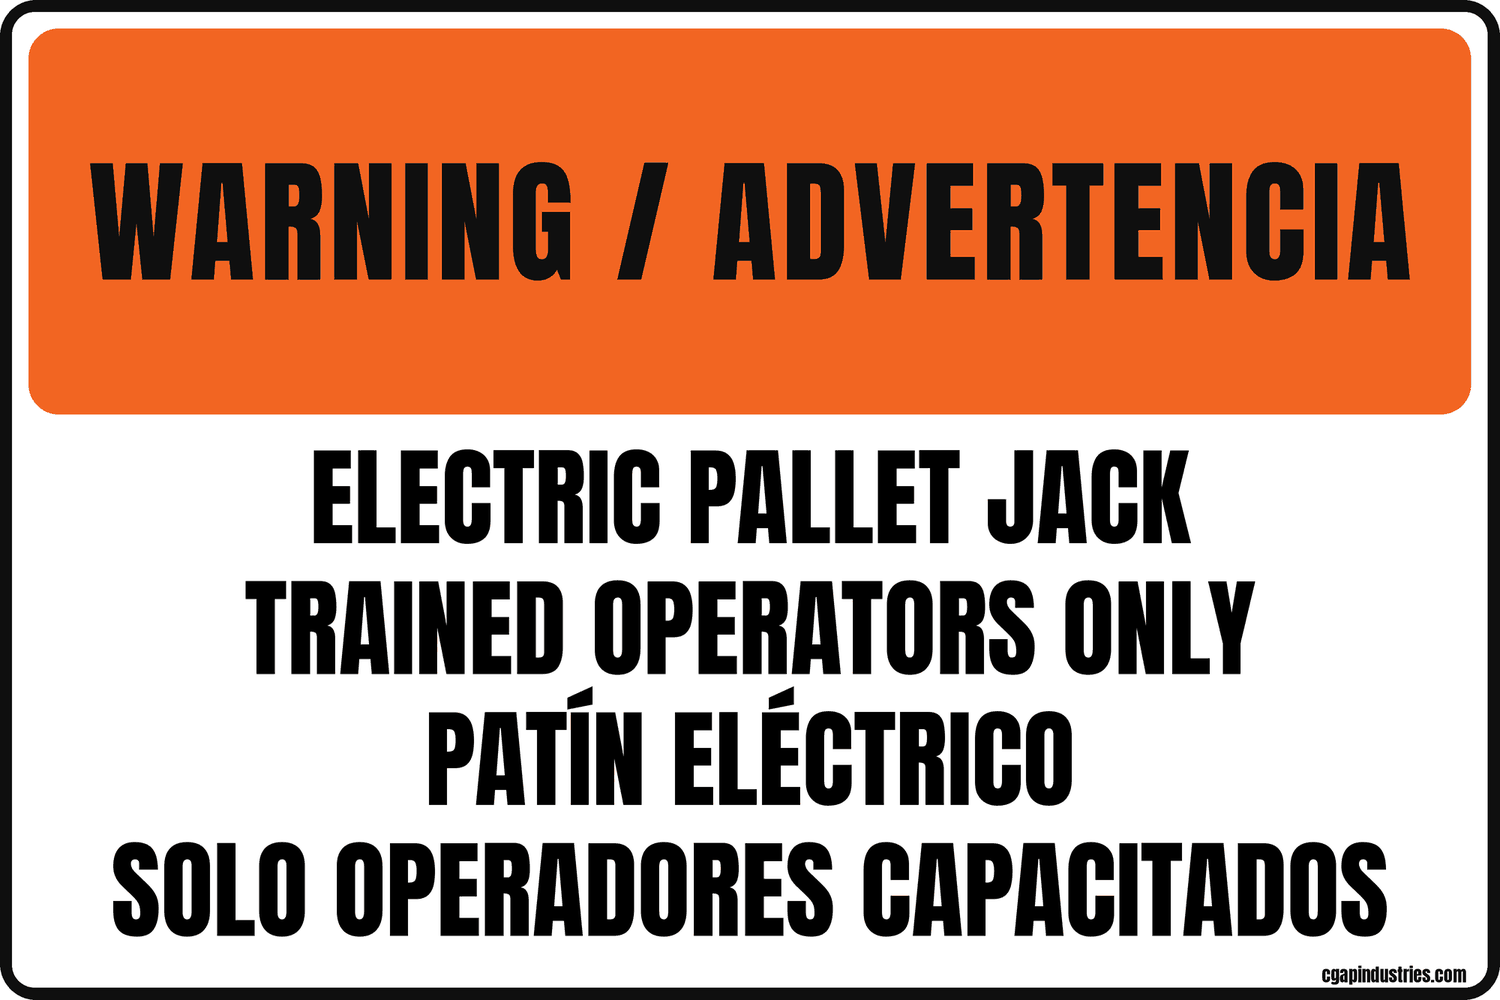 WARNING / ADVERTENCIA
ELECTRIC PALLET JACK
TRAINED OPERATORS ONLY
PATÍN ELÉCTRICO
SOLO OPERADORES CAPACITADOS
cgapindustries.com